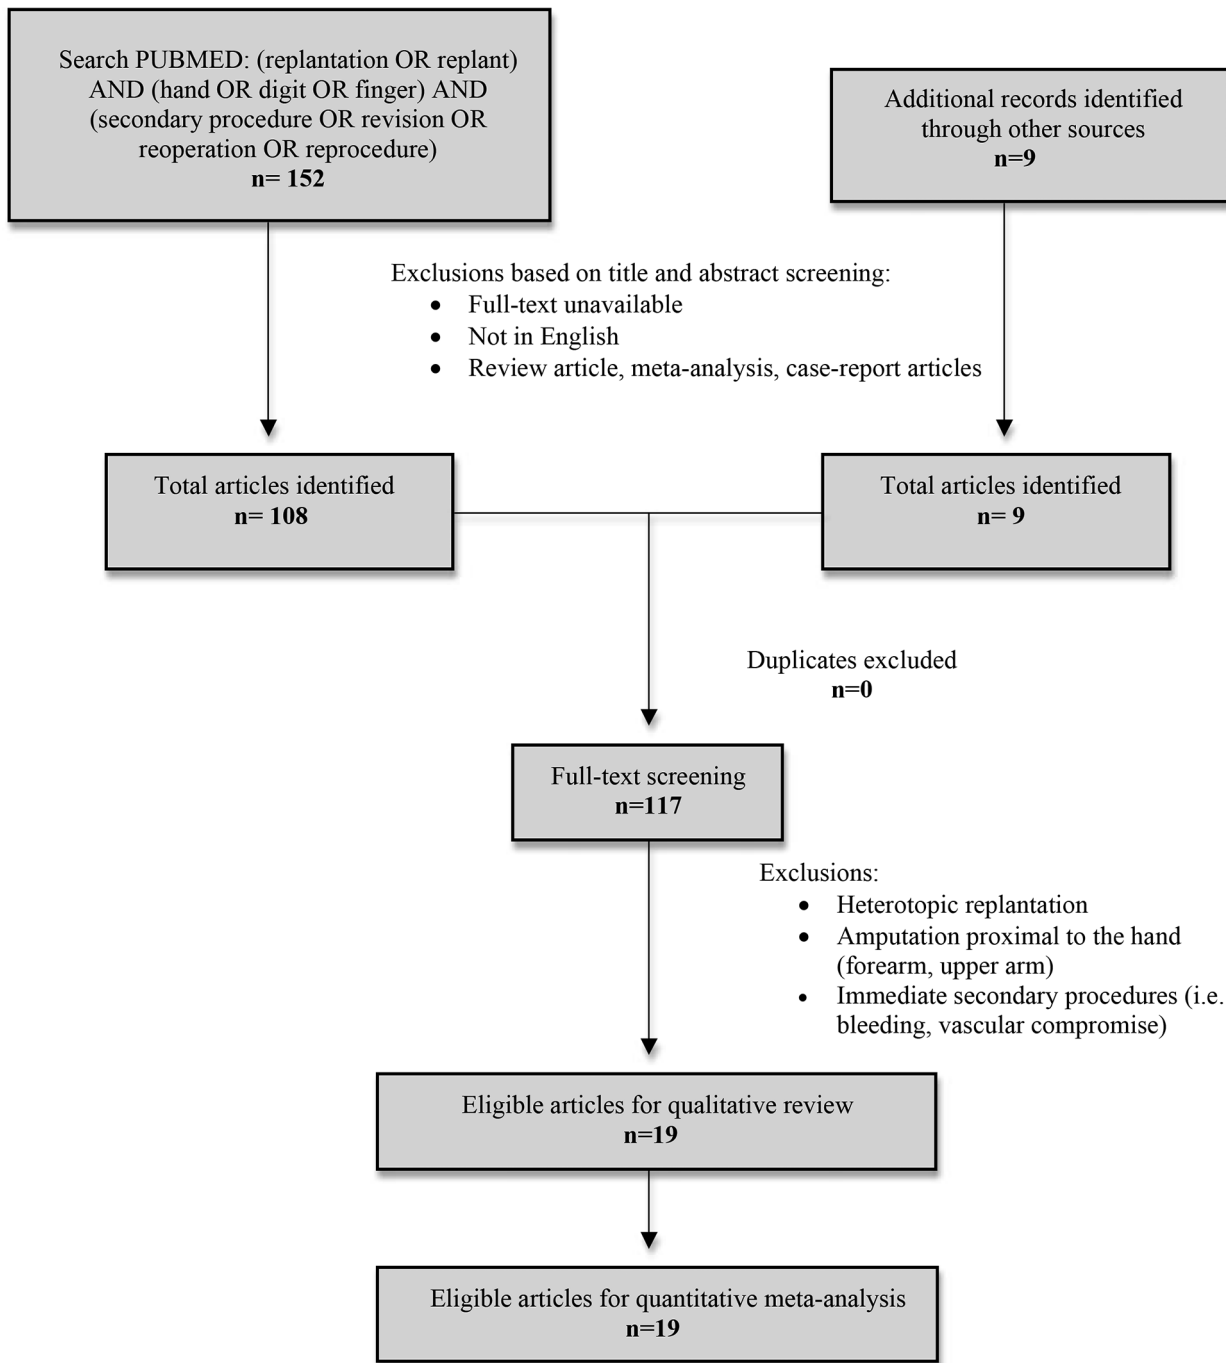 Search PUBMED: (replantation OR replant)
AND (hand OR digit OR finger) AND
(secondary procedure OR revision OR
reoperation OR reprocedure)
n= 152
Additional records identified
through other sources
n=9
Exclusions based on title and abstract screening:
• Full-text unavailable
• Not in English
• Review article, meta-analysis, case-report articles
Total articles identified
n= 108
Total articles identified
n= 9
Duplicates excluded
n=0
Full-text screening
n=117
Exclusions:
• Heterotopic replantation
• Amputation proximal to the hand
(forearm, upper arm)
• Immediate secondary procedures (i.e.
bleeding, vascular compromise)
Eligible articles for qualitative review
n=19
Eligible articles for quantitative meta-analysis
n=19